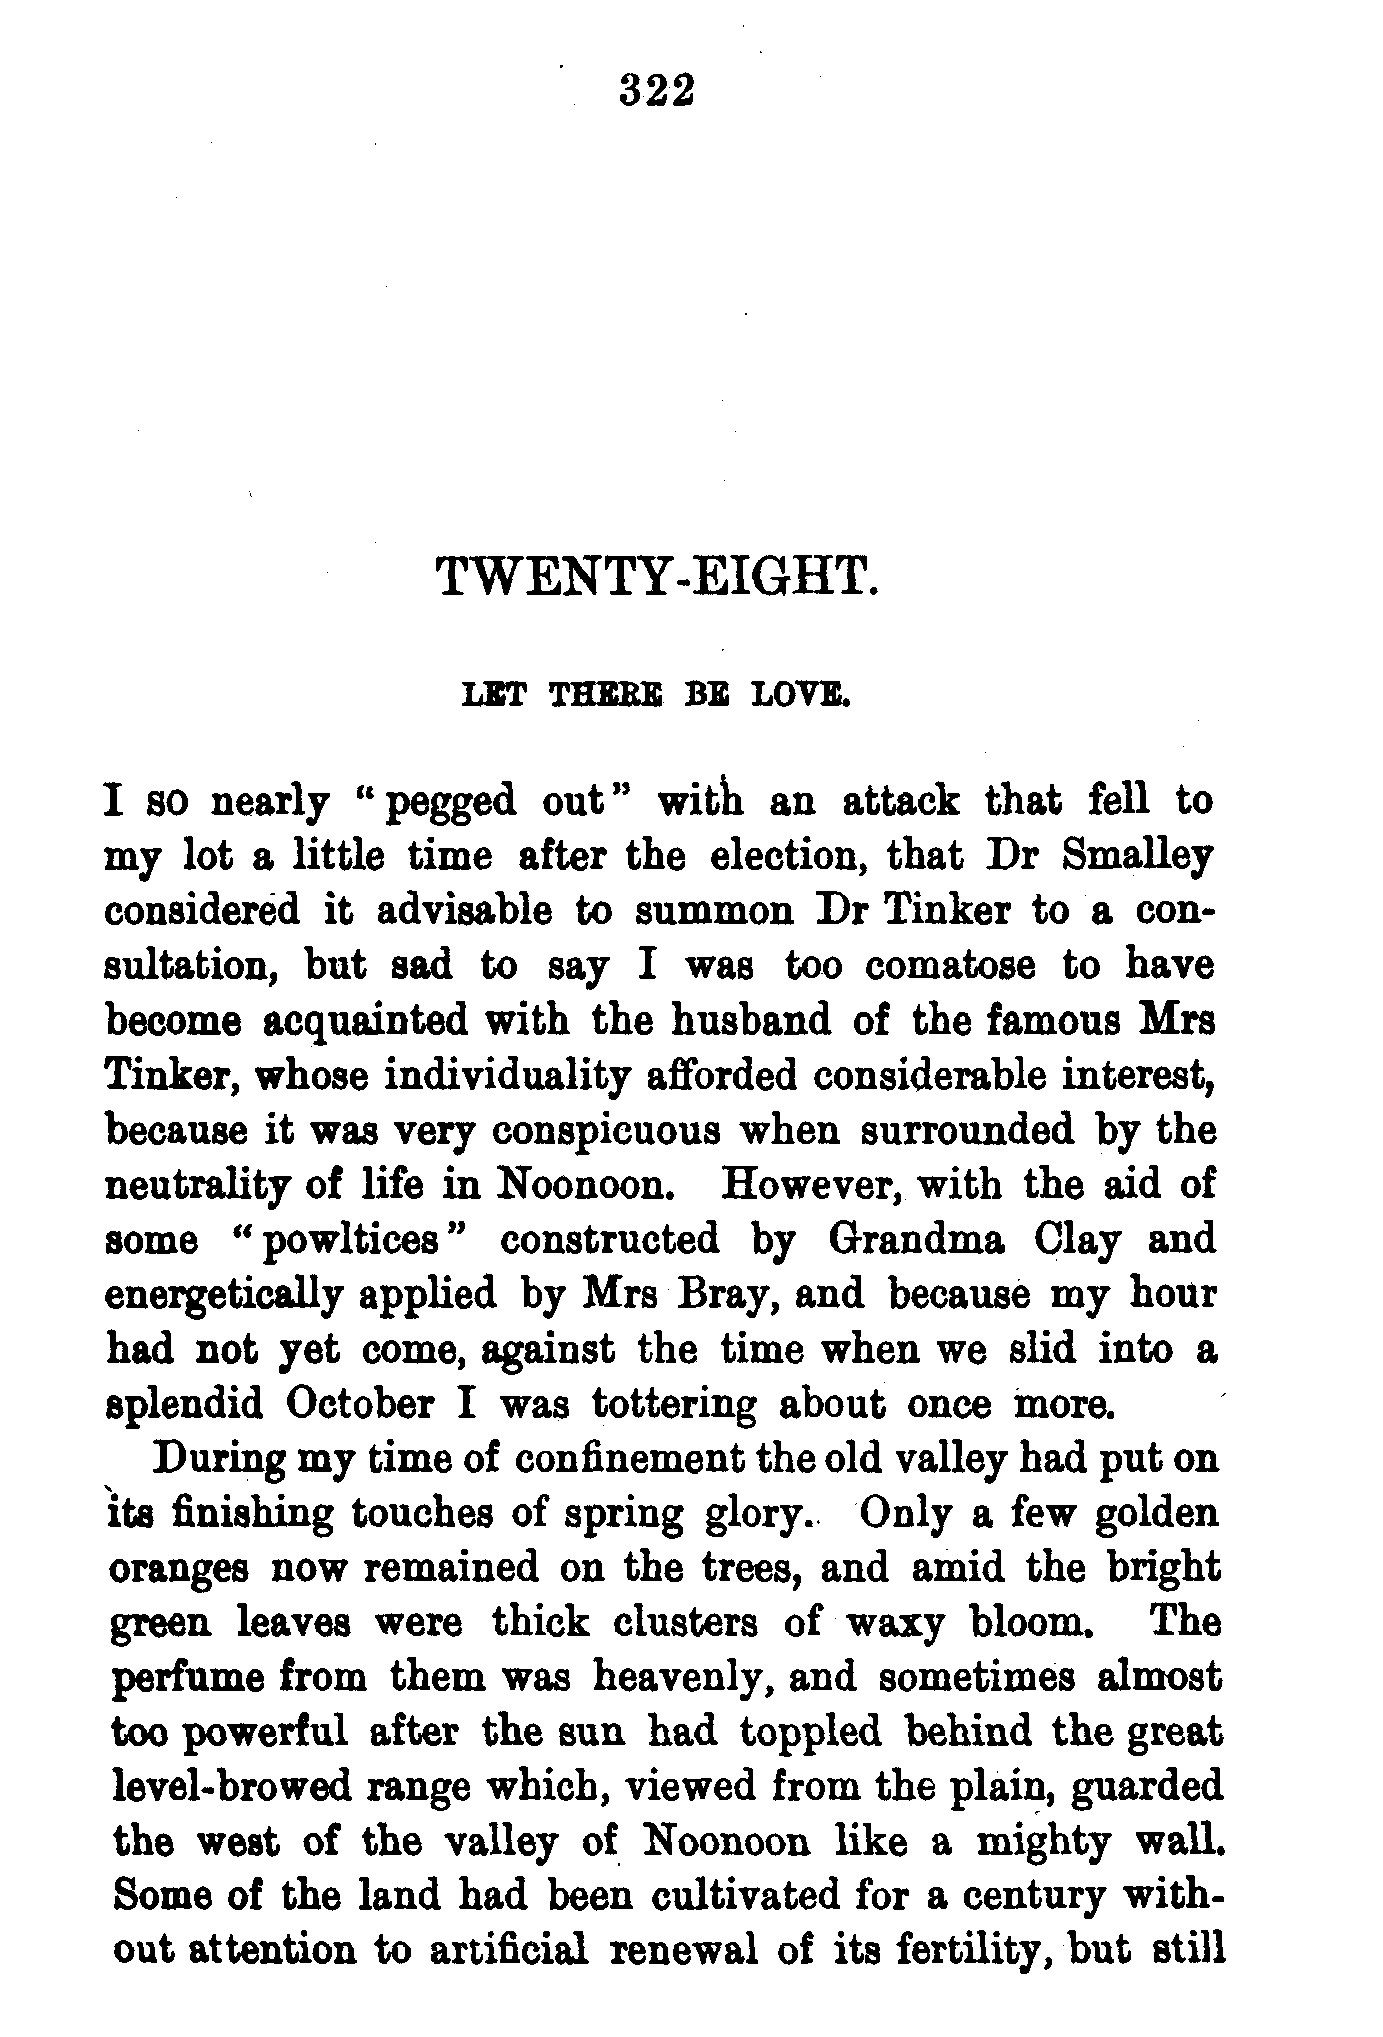 322
TWENTY-EIGHT.
LET THERE BE LOVE.
I so nearly "pegged out" with an attack that fell to
my lot a little time after the election, that Dr Smalley
considered it advisable to summon Dr Tinker to a con-
sultation, but sad to say I was too comatose to have
become acquainted with the husband of the famous Mrs
Tinker, whose individuality afforded considerable interest,
because it was very conspicuous when surrounded by the
neutrality of life in Noonoon. However, with the aid of
some "powltices" constructed by Grandma Clay and
energetically applied by Mrs Bray, and because my hour
had not yet come, against the time when we slid into a
splendid October I was tottering about once more.
During my time of confinement the old valley had put on
its finishing touches of spring glory. Only a few golden
oranges now remained on the trees, and amid the bright
green leaves were thick clusters of waxy bloom. The
perfume from them was heavenly, and sometimes almost
too powerful after the sun had toppled behind the great
level-browed range which, viewed from the plain, guarded
the west of the valley of Noonoon like a mighty wall.
Some of the land had been cultivated for a century with-
out attention to artificial renewal of its fertility, but still